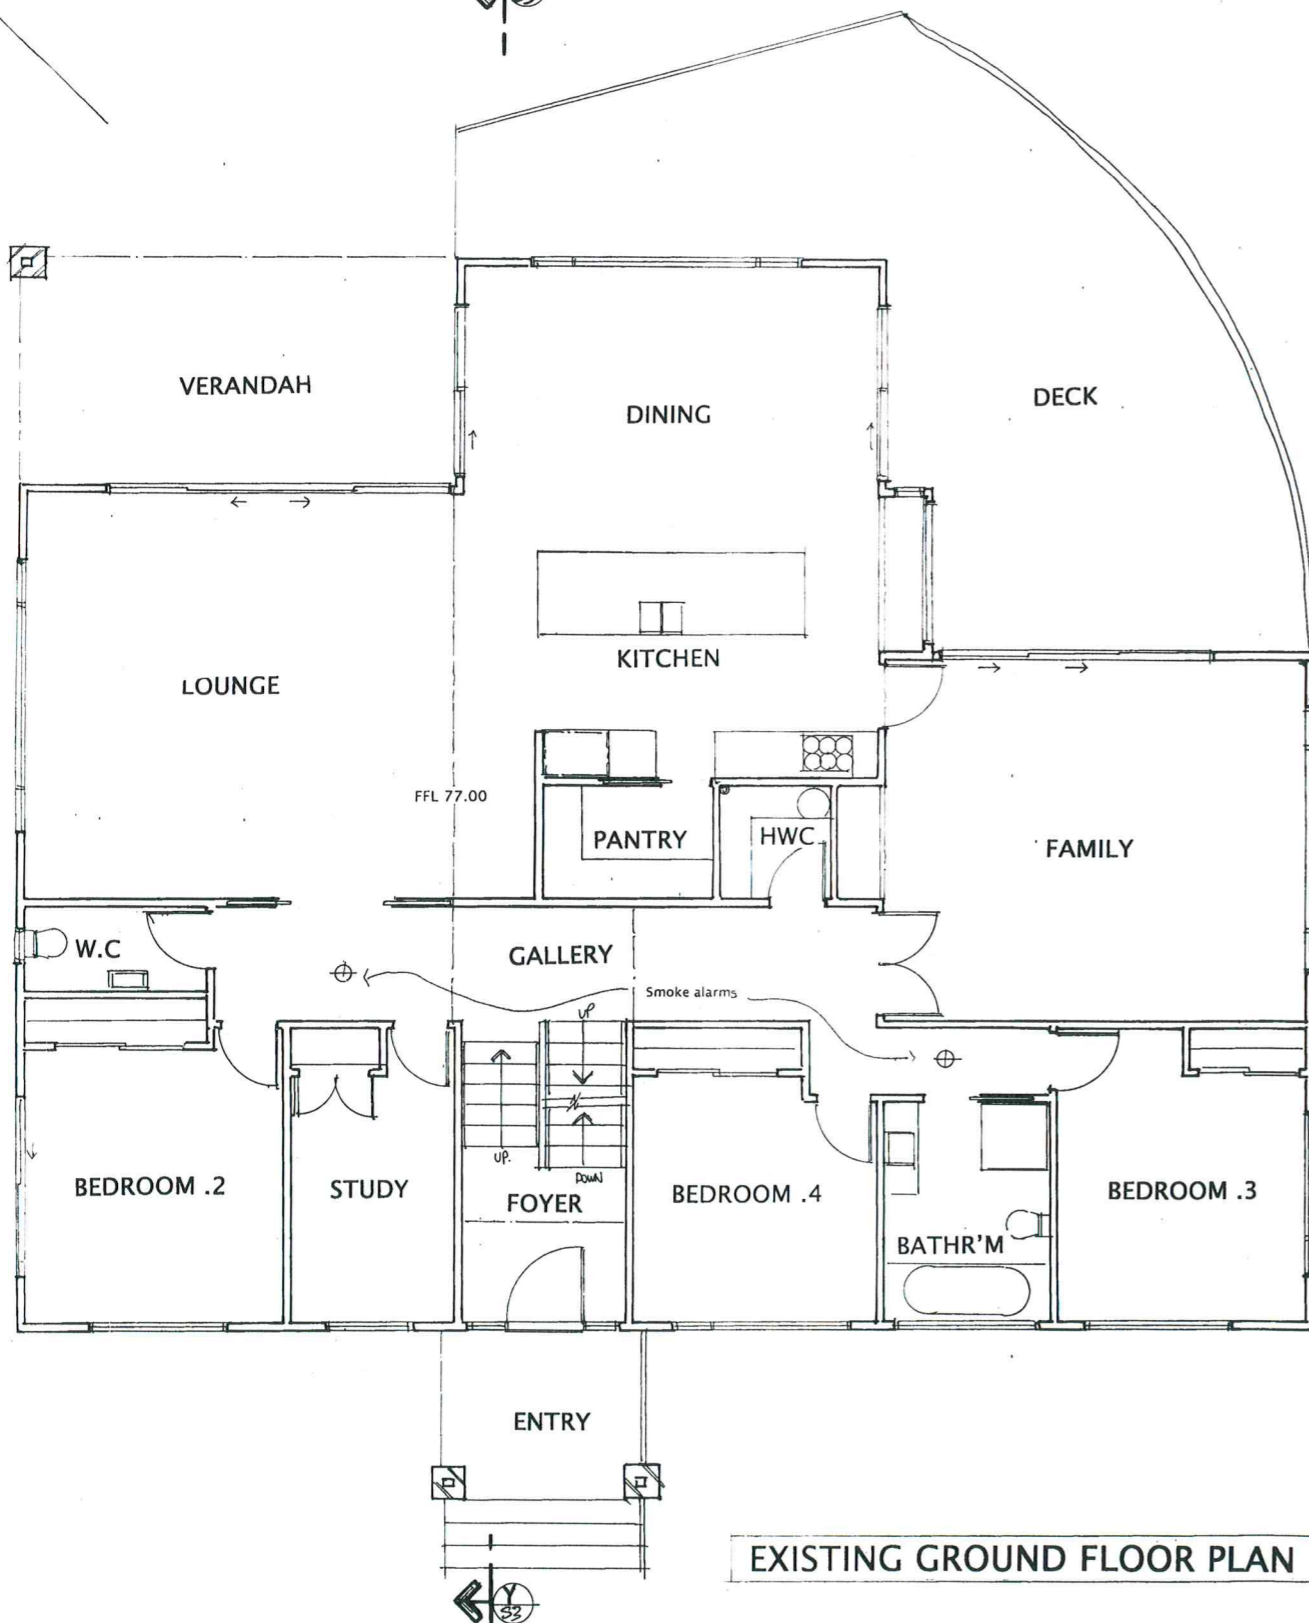 VERANDAH
DINING
DECK
KITCHEN
LOUNGE
FFL 77.00
PANTRY
HWC
FAMILY
W.C
GALLERY
Smoke alarms
UP
UP.
DOWN
BEDROOM .2
STUDY
FOYER
BEDROOM .4
BATHR'M
BEDROOM .3
ENTRY
EXISTING GROUND FLOOR PLAN
Y
S3